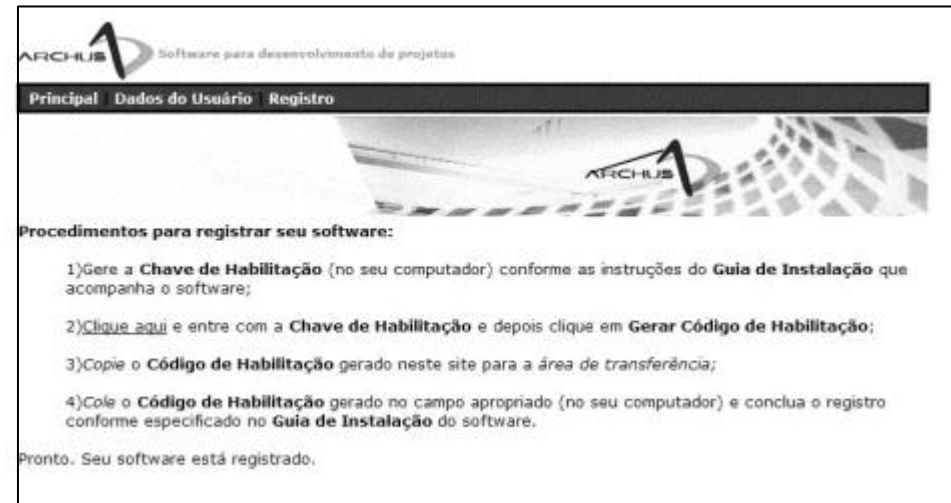 ARCHUS
Software para desenvolvimento de projetos
Principal | Dados do Usuário | Registro
ARCHUS
Procedimentos para registrar seu software:
1)Gere a Chave de Habilitação (no seu computador) conforme as instruções do Guia de Instalação que
acompanha o software;
2)Clique aqui e entre com a Chave de Habilitação e depois clique em Gerar Código de Habilitação;
3)Copie o Código de Habilitação gerado neste site para a área de transferência;
4)Cole o Código de Habilitação gerado no campo apropriado (no seu computador) e conclua o registro
conforme especificado no Guia de Instalação do software.
Pronto. Seu software está registrado.